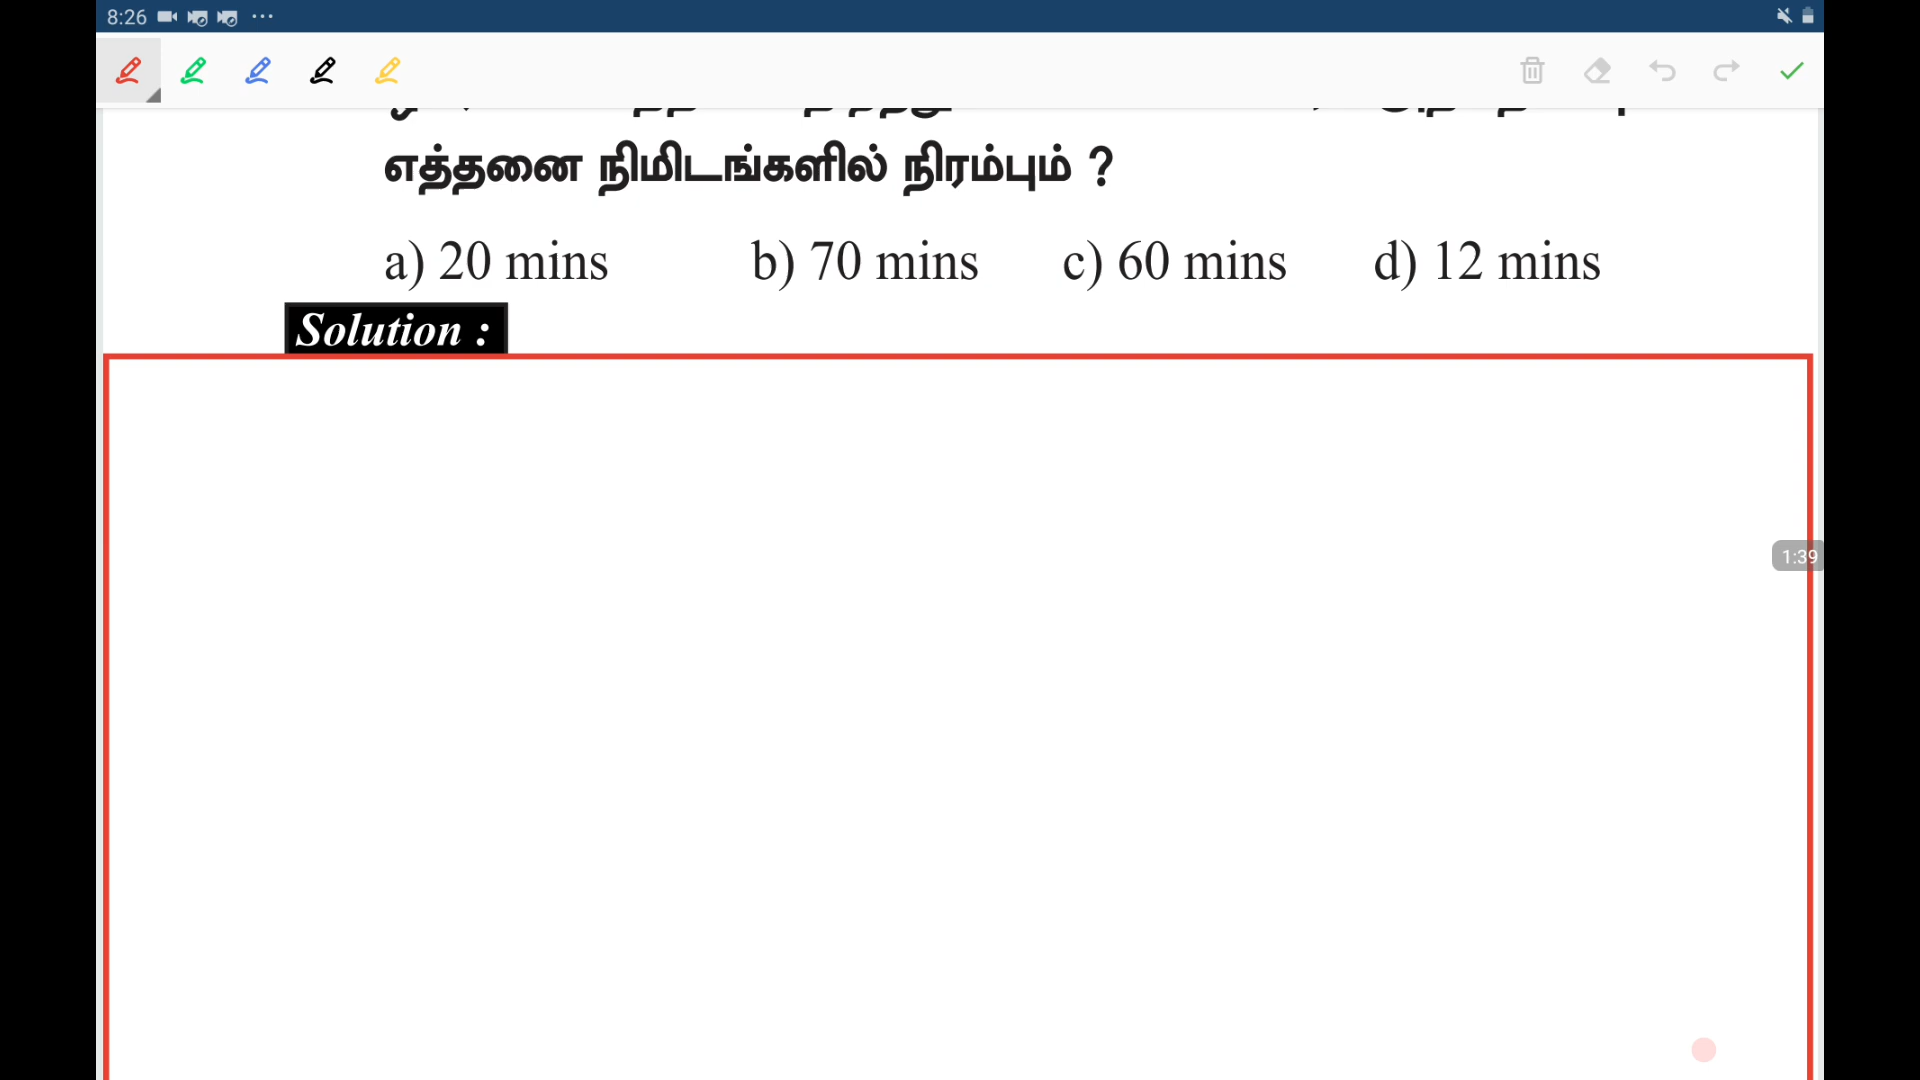 8:26
எத்தனை நிமிடங்களில் நிரம்பும் ?
a) 20 mins b) 70 mins c) 60 mins d) 12 mins
Solution :
1:39